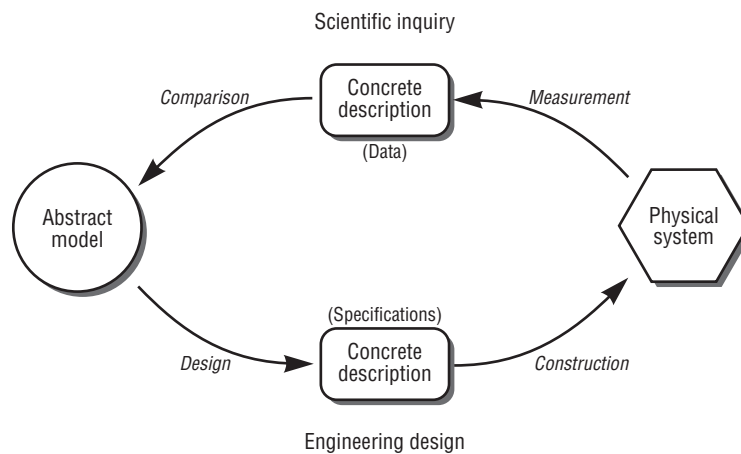 Scientific inquiry
Comparison
Concrete
description
(Data)
Measurement
Abstract
model
Physical
system
Design
(Specifications)
Concrete
description
Construction
Engineering design